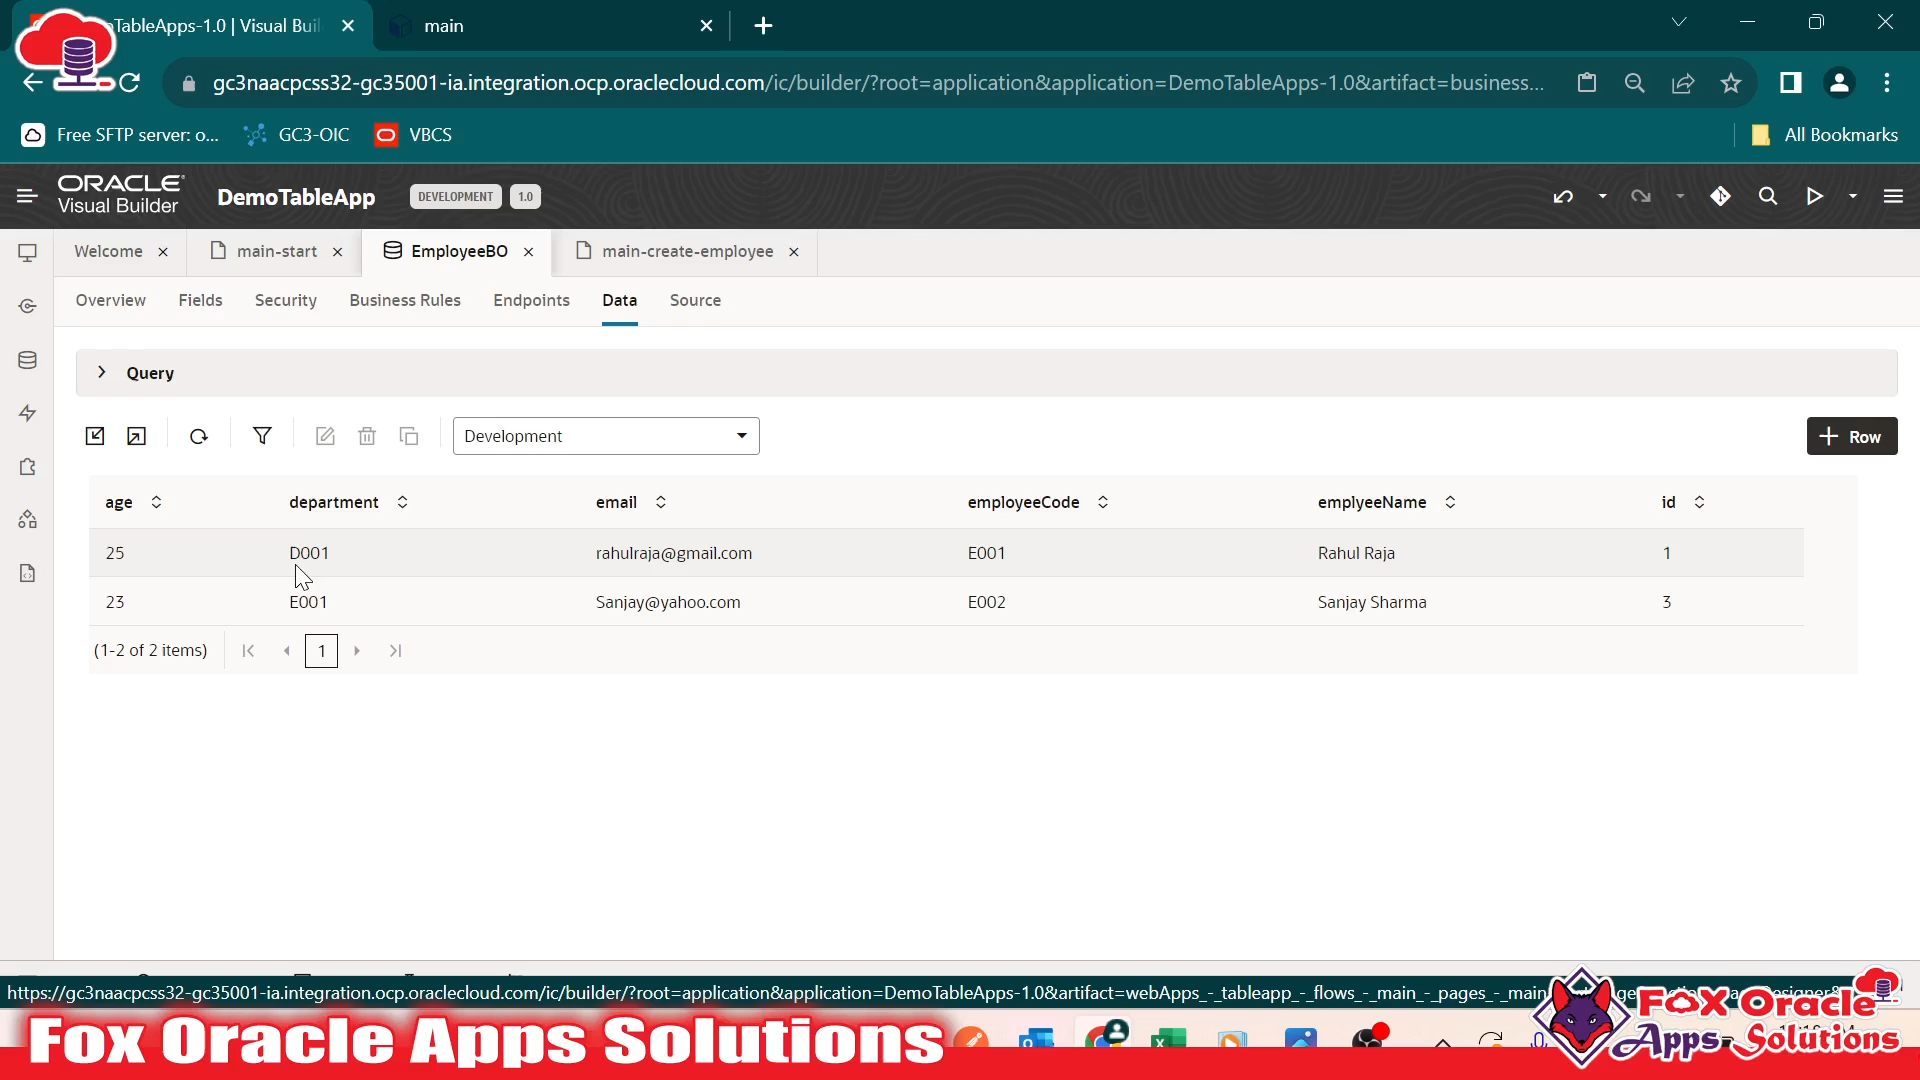 TableApps-1.0 | Visual Buil
main
gc3naacpcss32-gc35001-ia.integration.ocp.oraclecloud.com/ic/builder/?root=application&application=DemoTableApps-1.0&artifact=business...
Free SFTP server: o...
GC3-OIC
VBCS
All Bookmarks
ORACLE
Visual Builder
DemoTableApp
DEVELOPMENT
1.0
Welcome
main-start
EmployeeBO
main-create-employee
Overview
Fields
Security
Business Rules
Endpoints
Data
Source
Query
Development
Row
age department email employeeCode emplyeeName id
25 D001 rahulraja@gmail.com E001 Rahul Raja 1
23 E001 Sanjay@yahoo.com E002 Sanjay Sharma 3
(1-2 of 2 items)
1
https://gc3naacpcss32-gc35001-ia.integration.ocp.oraclecloud.com/ic/builder/?root=application&application=DemoTableApps-1.0&artifact=webApps_-_tableapp_-_flows_-_main_-_pages_-_main
Fox Oracle Apps Solutions
Fox Oracle
Apps Solutions